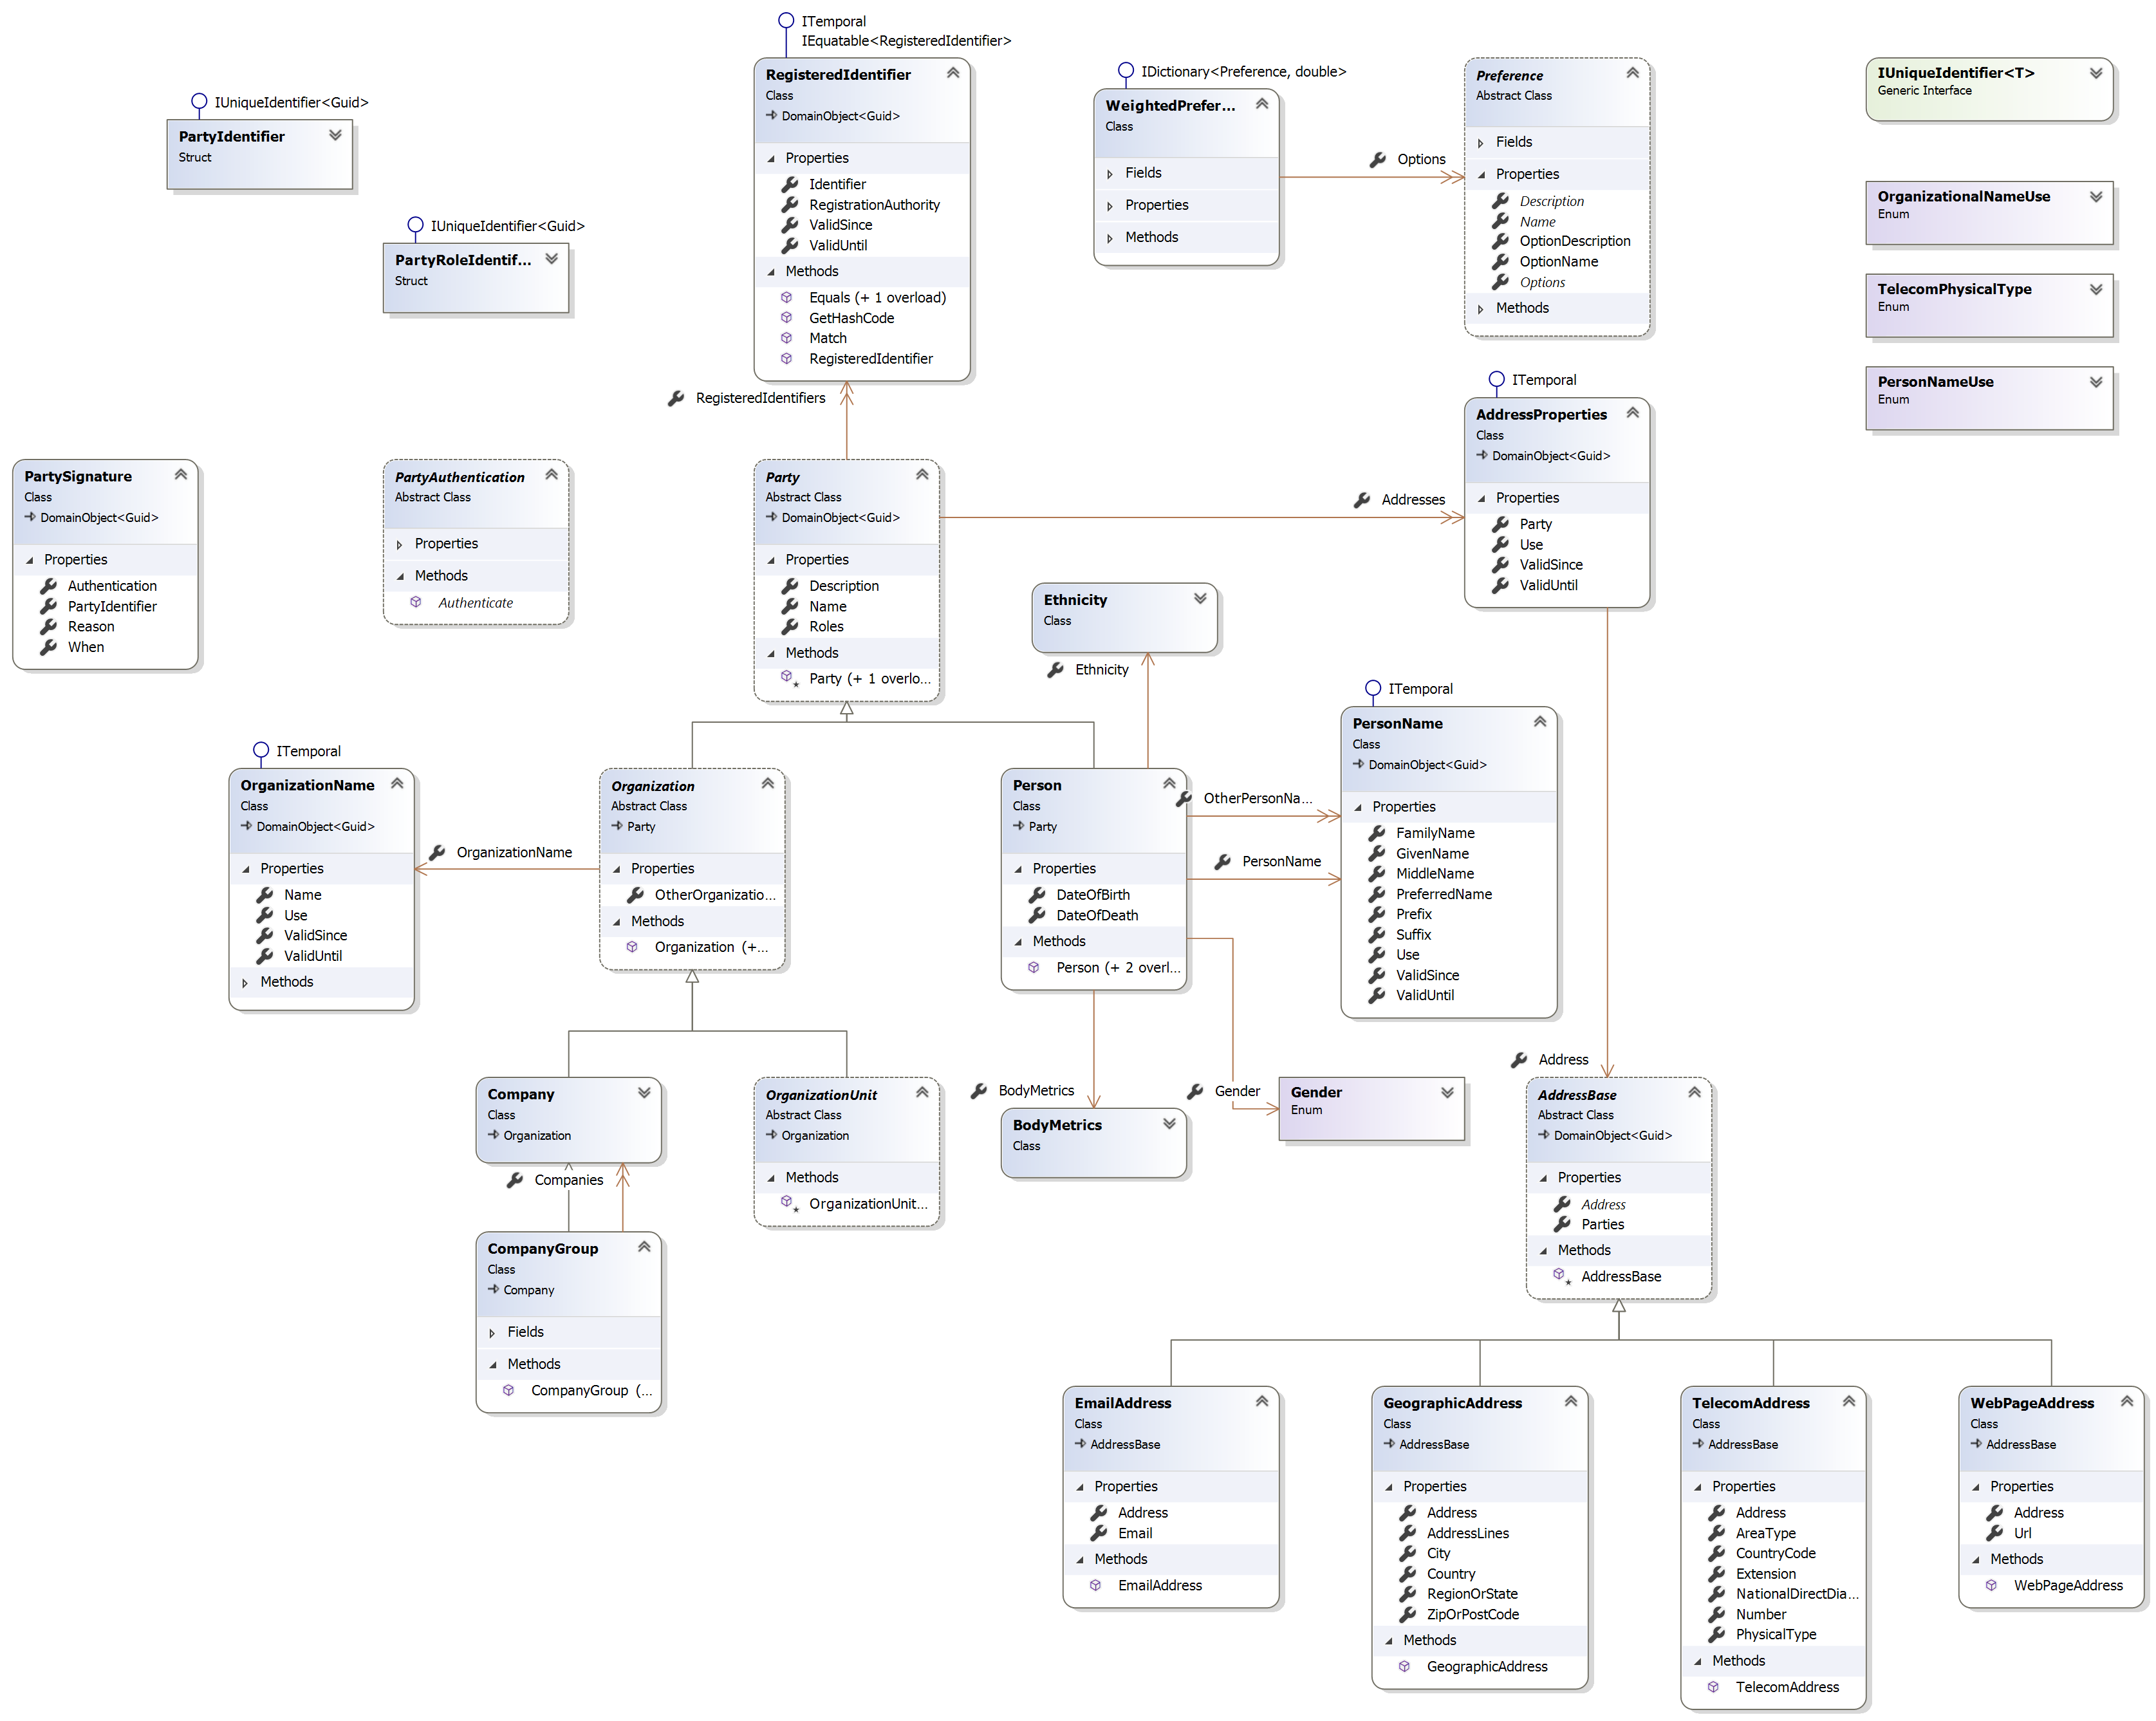 ITemporal
IEquatable<RegisteredIdentifier>
RegisteredIdentifier
Class
DomainObject<Guid>
Properties
Identifier
RegistrationAuthority
ValidSince
ValidUntil
Methods
Equals (+ 1 overload)
GetHashCode
Match
RegisteredIdentifier
IUniqueIdentifier<Guid>
PartyIdentifier
Struct
IUniqueIdentifier<Guid>
PartyRoleIdentif...
Struct
IDictionary<Preference, double>
WeightedPrefer...
Class
Fields
Properties
Methods
Options
Preference
Abstract Class
Fields
Properties
Description
Name
OptionDescription
OptionName
Options
Methods
IUniqueIdentifier<T>
Generic Interface
OrganizationalNameUse
Enum
TelecomPhysicalType
Enum
PersonNameUse
Enum
RegisteredIdentifiers
PartySignature
Class
DomainObject<Guid>
Properties
Authentication
PartyIdentifier
Reason
When
PartyAuthentication
Abstract Class
Properties
Methods
Authenticate
Party
Abstract Class
DomainObject<Guid>
Properties
Description
Name
Roles
Methods
Party (+ 1 overlo...
Addresses
ITemporal
AddressProperties
Class
DomainObject<Guid>
Properties
Party
Use
ValidSince
ValidUntil
Ethnicity
Class
Ethnicity
ITemporal
OrganizationName
Class
DomainObject<Guid>
Properties
Name
Use
ValidSince
ValidUntil
Methods
OrganizationName
Organization
Abstract Class
Party
Properties
OtherOrganizatio...
Methods
Organization (+...
Person
Class
Party
Properties
DateOfBirth
DateOfDeath
Methods
Person (+ 2 overl...
OtherPersonNa...
PersonName
ITemporal
PersonName
Class
DomainObject<Guid>
Properties
FamilyName
GivenName
MiddleName
PreferredName
Prefix
Suffix
Use
ValidSince
ValidUntil
Company
Class
Organization
Companies
OrganizationUnit
Abstract Class
Organization
Methods
OrganizationUnit...
BodyMetrics
BodyMetrics
Class
Gender
Gender
Enum
Address
AddressBase
Abstract Class
DomainObject<Guid>
Properties
Address
Parties
Methods
AddressBase
CompanyGroup
Class
Company
Fields
Methods
CompanyGroup (...
EmailAddress
Class
AddressBase
Properties
Address
Email
Methods
EmailAddress
GeographicAddress
Class
AddressBase
Properties
Address
AddressLines
City
Country
RegionOrState
ZipOrPostCode
Methods
GeographicAddress
TelecomAddress
Class
AddressBase
Properties
Address
AreaType
CountryCode
Extension
NationalDirectDia...
Number
PhysicalType
Methods
TelecomAddress
WebPageAddress
Class
AddressBase
Properties
Address
Url
Methods
WebPageAddress